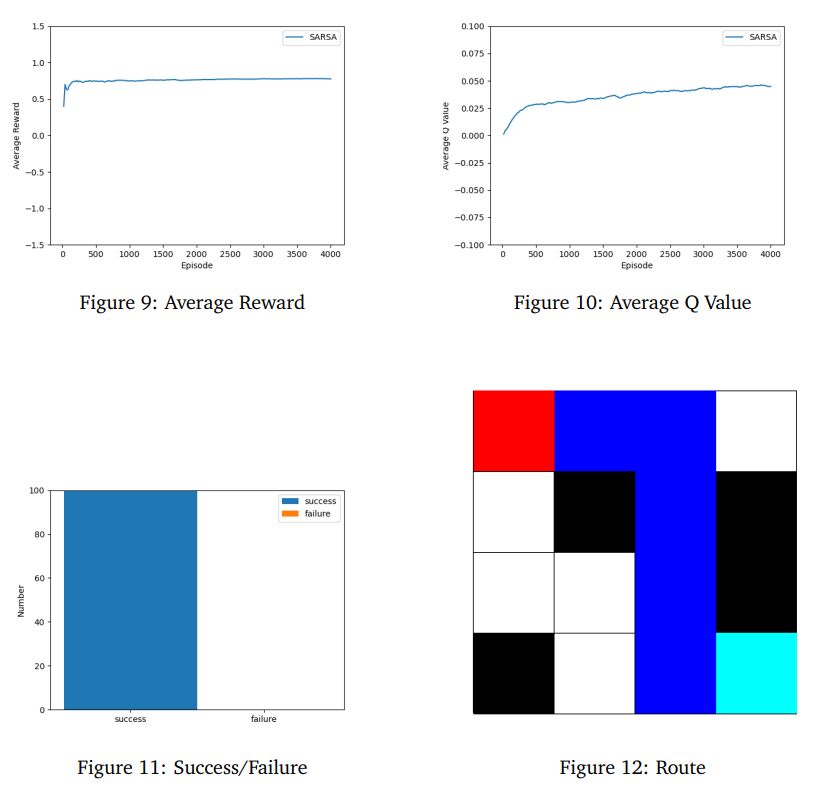 1.5
1.0
0.5
0.0
−0.5
−1.0
−1.5
Average Reward
SARSA
0 500 1000 1500 2000 2500 3000 3500 4000
Episode
Figure 9: Average Reward
0.100
0.075
0.050
0.025
0.000
−0.025
−0.050
−0.075
−0.100
Average Q Value
SARSA
0 500 1000 1500 2000 2500 3000 3500 4000
Episode
Figure 10: Average Q Value
100
80
60
40
20
0
Number
success
failure
success failure
Figure 11: Success/Failure
Figure 12: Route